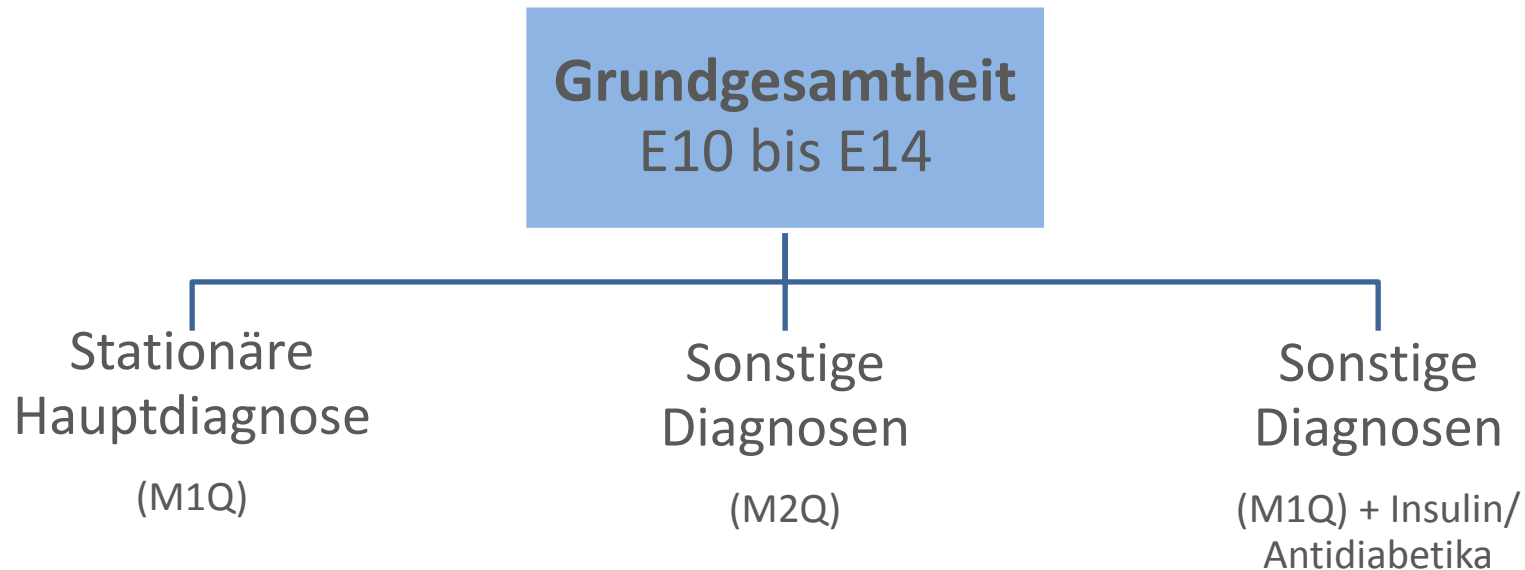 Grundgesamtheit
E10 bis E14
Stationäre
Hauptdiagnose
(M1Q)
Sonstige
Diagnosen
(M2Q)
Sonstige
Diagnosen
(M1Q) + Insulin/
Antidiabetika